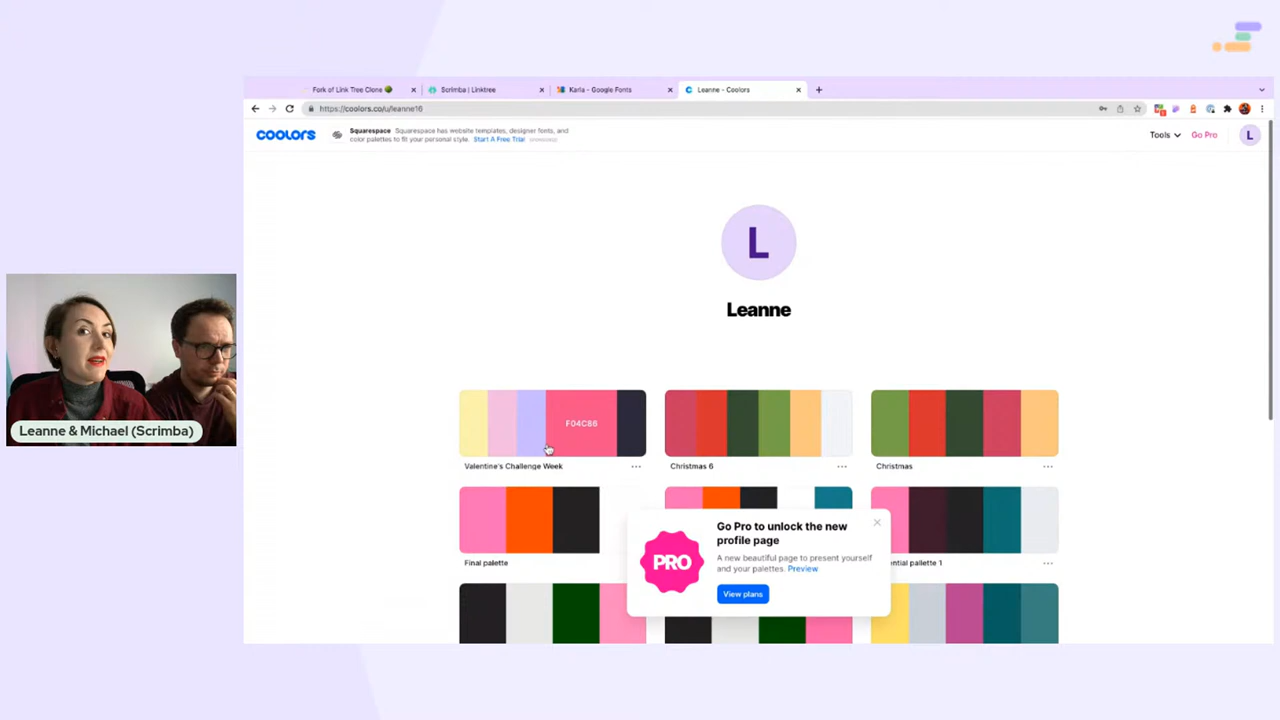 Fork of Link Tree Clone
Scrimba | Linktree
Karla - Google Fonts
Leanne - Coolors
https://coolors.co/u/leanne16
coolors
Squarespace Squarespace has website templates, designer fonts, and
color palettes to fit your personal style. Start A Free Trial SPONSORED
Tools
Go Pro
L
L
Leanne
F04C86
Valentine's Challenge Week
Christmas 6
Christmas
Leanne & Michael (Scrimba)
Final palette
ential pallette 1
PRO
Go Pro to unlock the new
profile page
A new beautiful page to present yourself
and your palettes. Preview
View plans